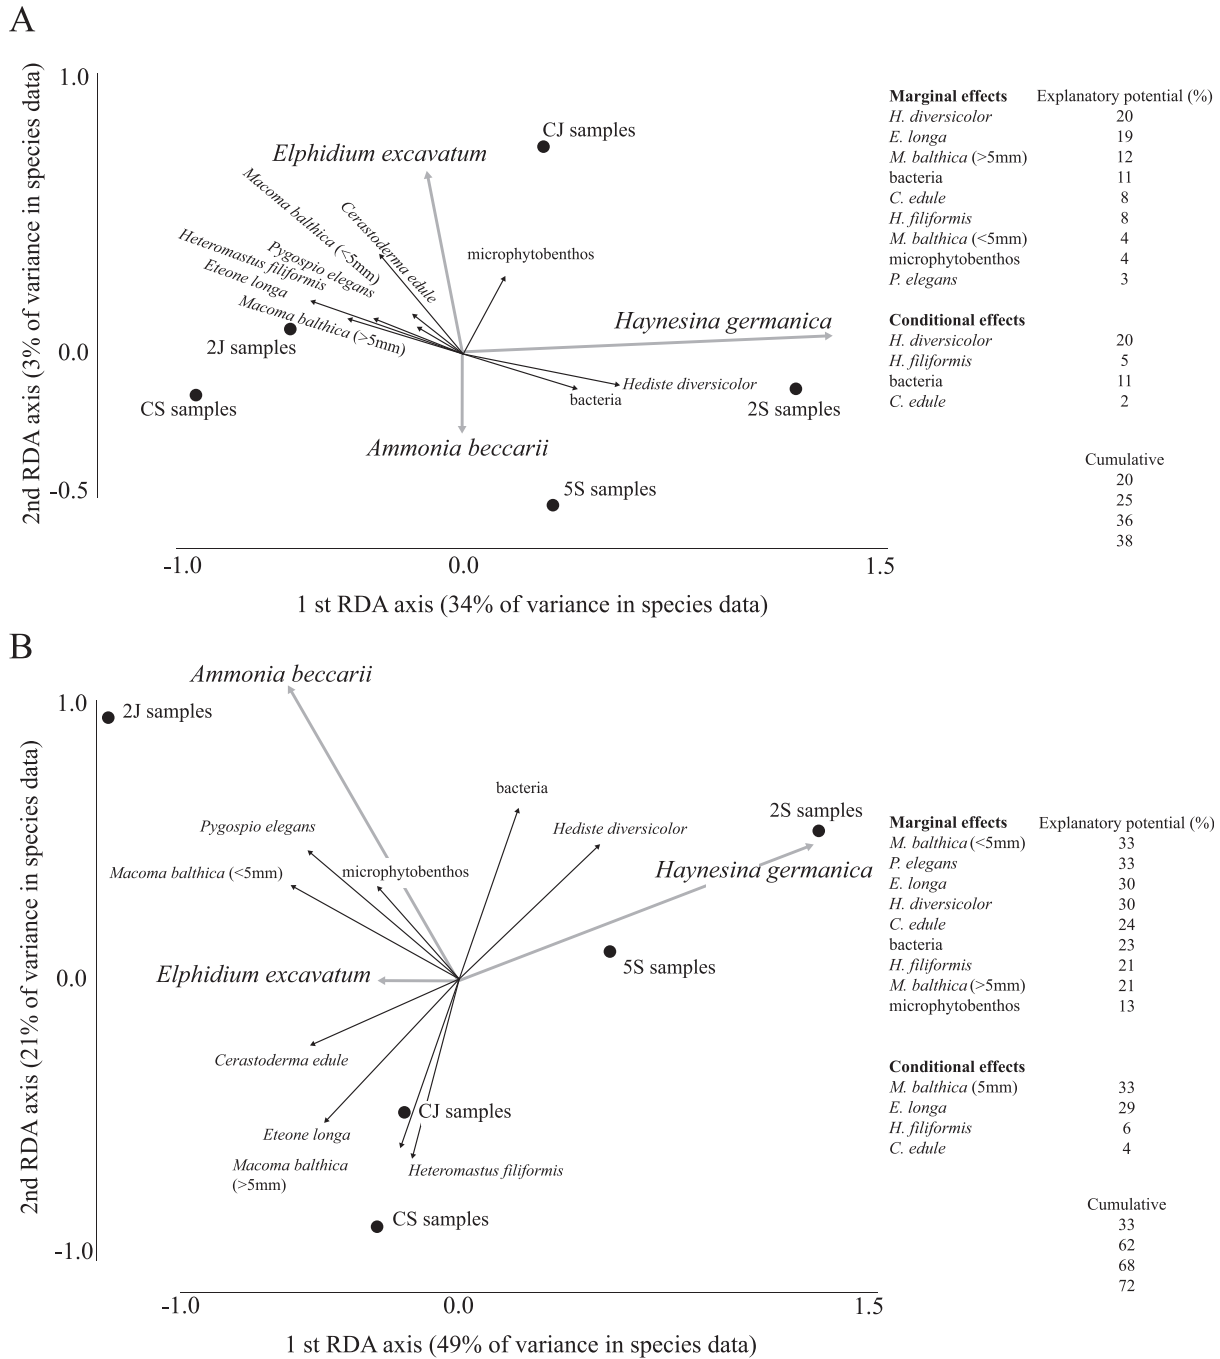 A
1.0
0.0
-0.5
2nd RDA axis (3% of variance in species data)
CJ samples
Elphidium excavatum
Macoma balthica (<5mm)
Cerastoderma edule
microphytobenthos
Heteromastus filiformis
Pygospio elegans
Eteone longa
Macoma balthica (>5mm)
Haynesina germanica
2J samples
Hediste diversicolor
bacteria
CS samples
2S samples
Ammonia beccarii
5S samples
-1.0 0.0 1.5
1 st RDA axis (34% of variance in species data)
Marginal effects Explanatory potential (%)
H. diversicolor 20
E. longa 19
M. balthica (>5mm) 12
bacteria 11
C. edule 8
H. filiformis 8
M. balthica (<5mm) 4
microphytobenthos 4
P. elegans 3
Conditional effects
H. diversicolor 20
H. filiformis 5
bacteria 11
C. edule 2
Cumulative
20
25
36
38
B
1.0
0.0
-1.0
2nd RDA axis (21% of variance in species data)
Ammonia beccarii
2J samples
bacteria
Pygospio elegans
Hediste diversicolor
2S samples
Macoma balthica (<5mm)
microphytobenthos
Haynesina germanica
Elphidium excavatum
5S samples
Cerastoderma edule
CJ samples
Eteone longa
Macoma balthica
(>5mm)
Heteromastus filiformis
CS samples
-1.0 0.0 1.5
1 st RDA axis (49% of variance in species data)
Marginal effects Explanatory potential (%)
M. balthica (<5mm) 33
P. elegans 33
E. longa 30
H. diversicolor 30
C. edule 24
bacteria 23
H. filiformis 21
M. balthica (>5mm) 21
microphytobenthos 13
Conditional effects
M. balthica (5mm) 33
E. longa 29
H. filiformis 6
C. edule 4
Cumulative
33
62
68
72